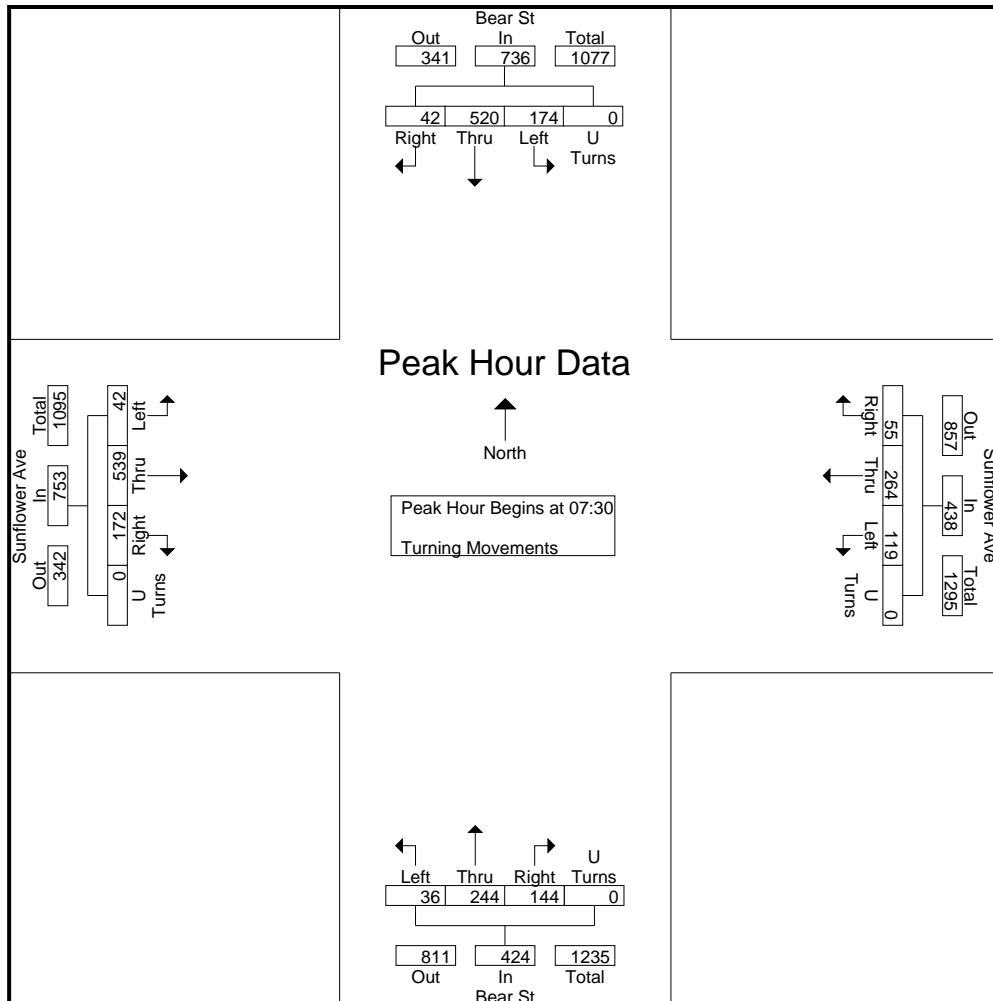 Bear St
Out In Total
341 736 1077
42 520 174 0
Right Thru Left U
Turns
Peak Hour Data
North
Peak Hour Begins at 07:30
Turning Movements
Sunflower Ave
Total In Out
1095 753 342
42 539 172 0
Left Thru Right U
Turns
Sunflower Ave
Out In Total
857 438 1295
55 264 119 0
Right Thru Left U
Turns
U
Left Thru Right Turns
36 244 144 0
811 424 1235
Out In Total
Bear St